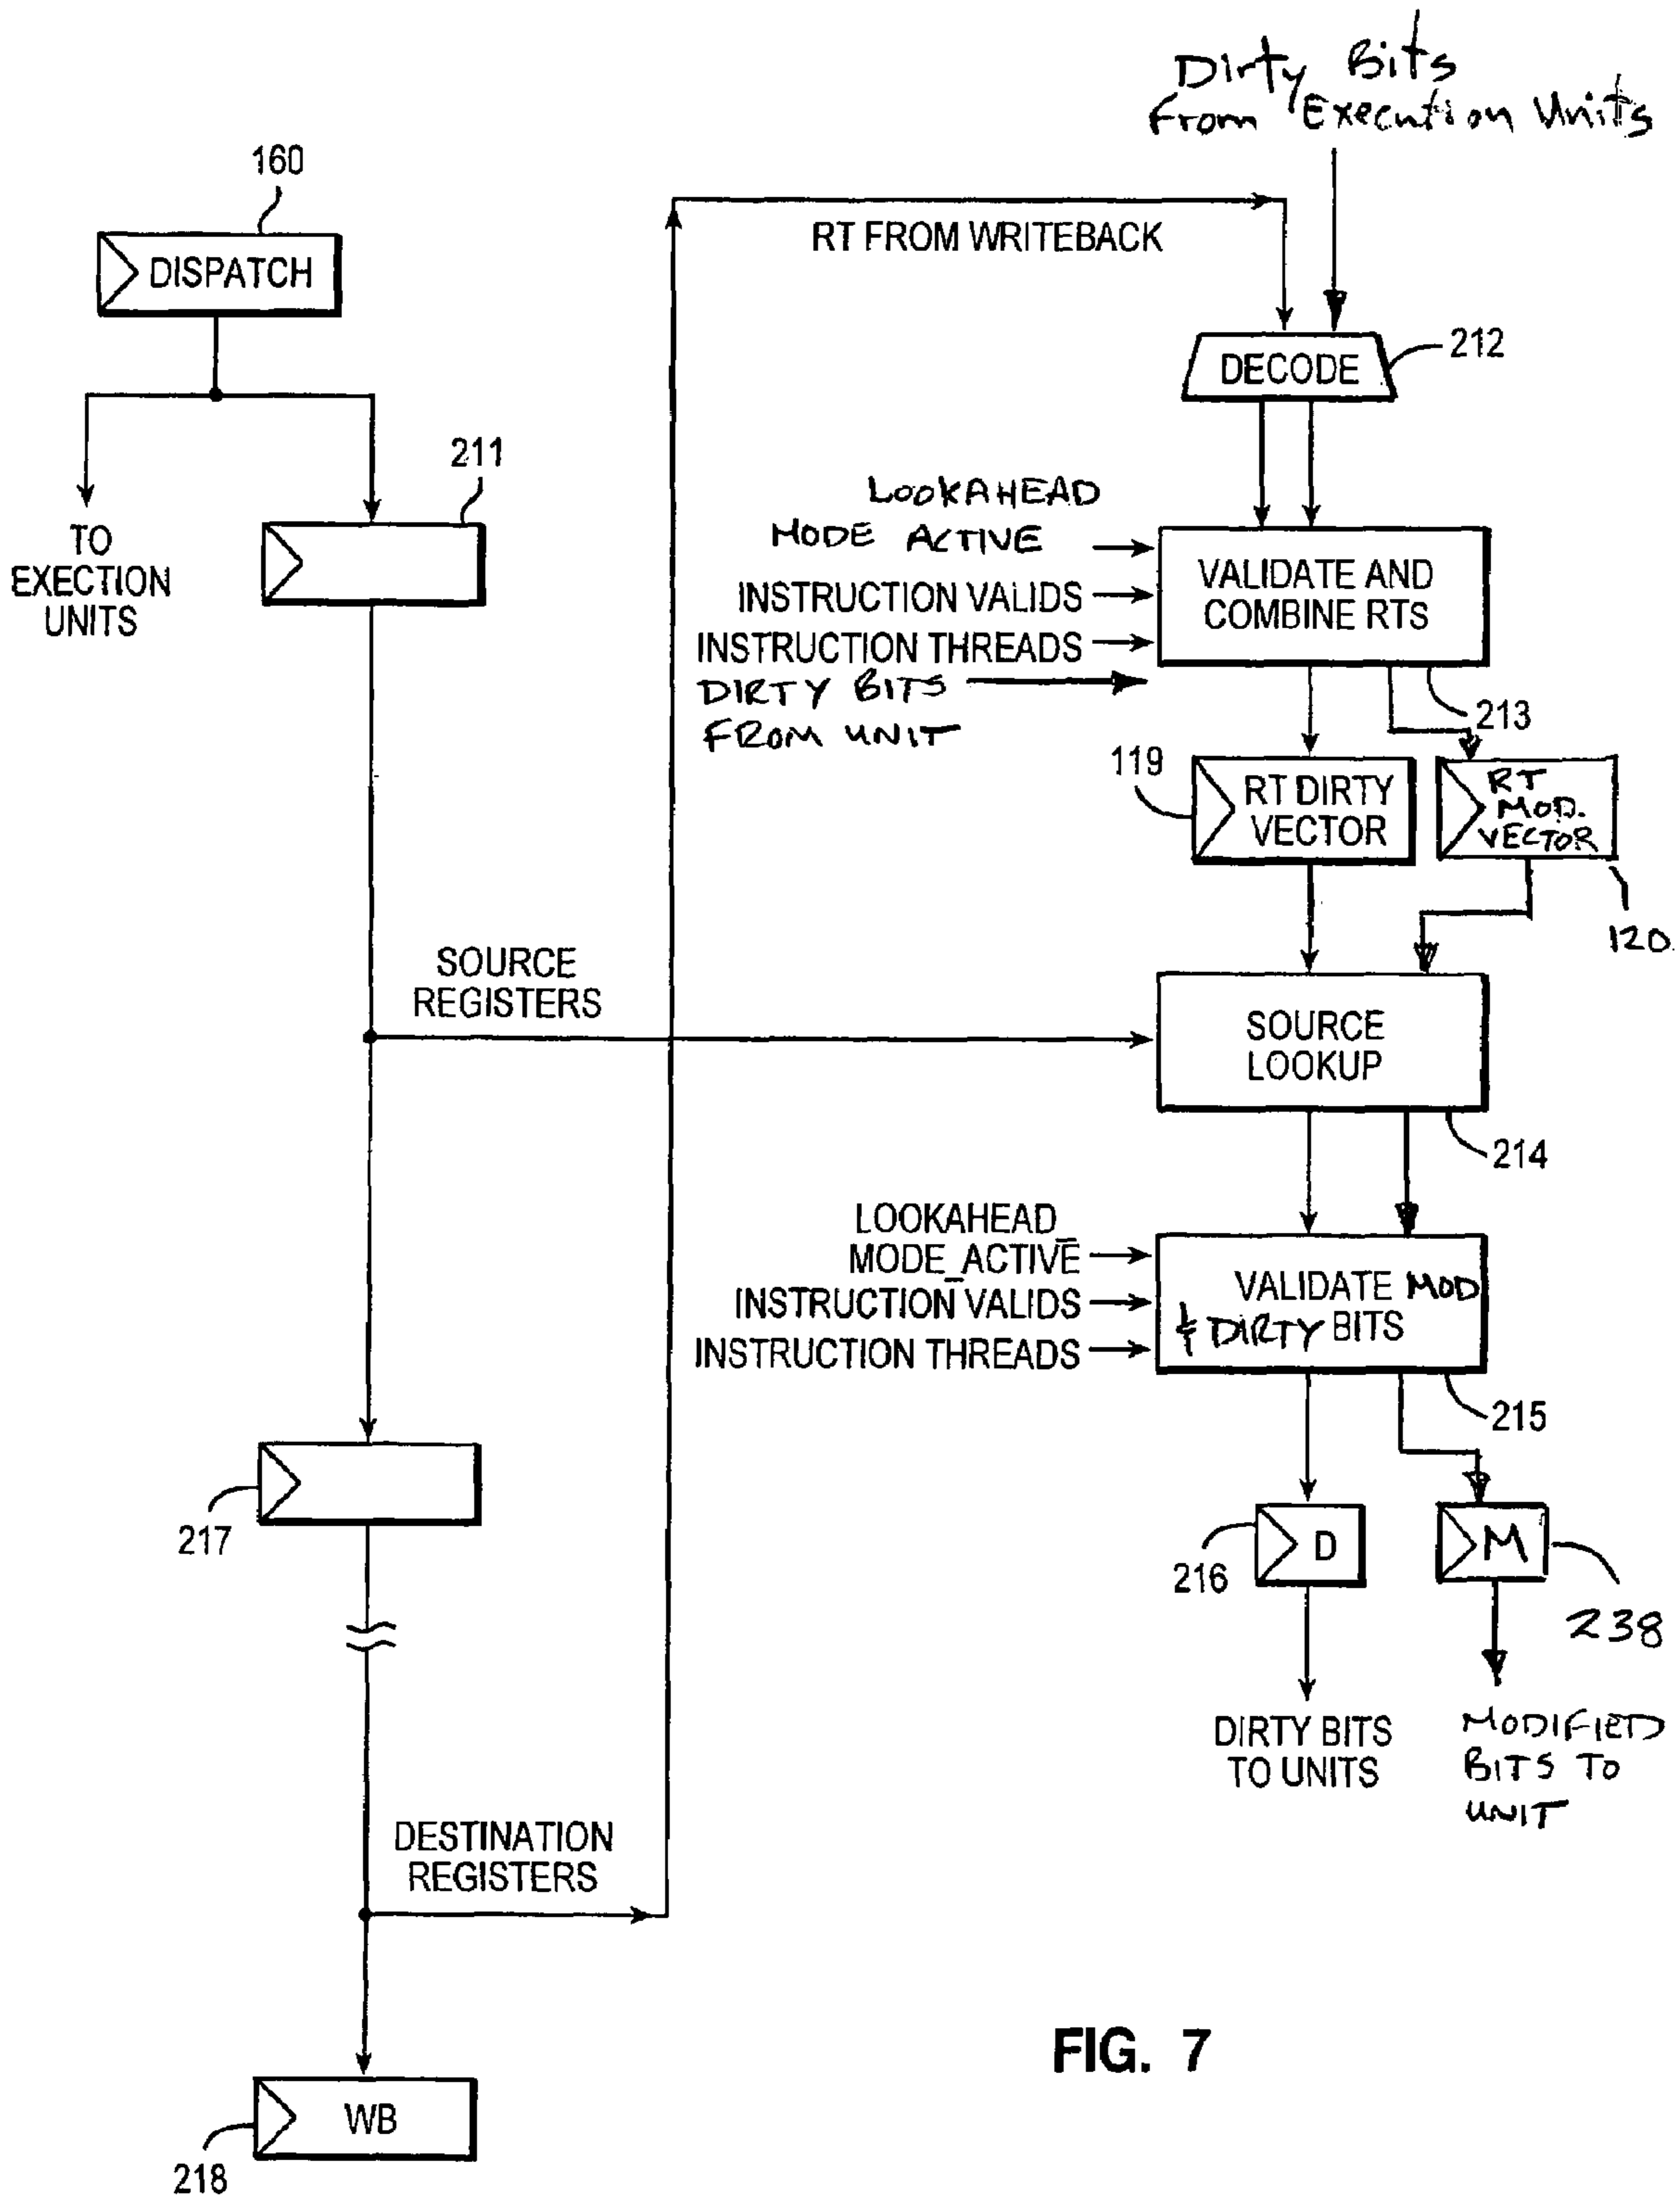 Dirty Bits
From Execution Units
160
DISPATCH
RT FROM WRITEBACK
DECODE
212
TO
EXECTION
UNITS
211
LOOKAHEAD
MODE ACTIVE
INSTRUCTION VALIDS
INSTRUCTION THREADS
DIRTY BITS
FROM UNIT
VALIDATE AND
COMBINE RTS
213
119
RT DIRTY
VECTOR
RT
MOD.
VECTOR
120
SOURCE
REGISTERS
SOURCE
LOOKUP
214
LOOKAHEAD_
MODE_ACTIVE
INSTRUCTION VALIDS
INSTRUCTION THREADS
VALIDATE MOD
& DIRTY BITS
215
217
216
D
M
238
DIRTY BITS
TO UNITS
MODIFIED
BITS TO
UNIT
DESTINATION
REGISTERS
WB
218
FIG. 7